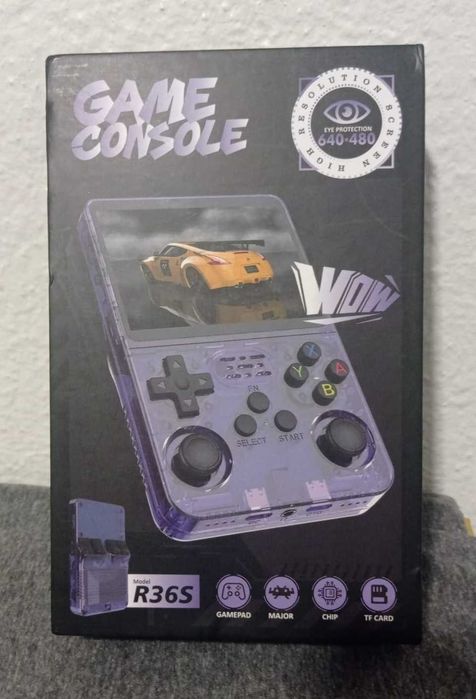 GAME
CONSOLE
HIGH RESOLUTION SCREEN
EYE PROTECTION
640*480
WOW
X
Y
A
B
FN
SELECT
START
Model
R36S
GAMEPAD
MAJOR
CHIP
TF CARD